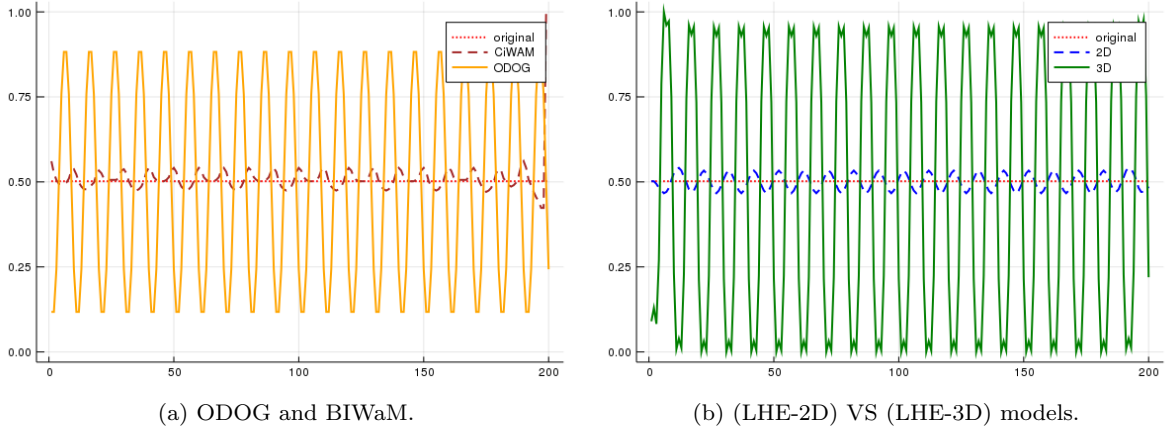 1.00
0.75
0.50
0.25
0.00
0
50
100
150
200
original
CiWAM
ODOG
(a) ODOG and BIWaM.
1.00
0.75
0.50
0.25
0.00
0
50
100
150
200
original
2D
3D
(b) (LHE-2D) VS (LHE-3D) models.